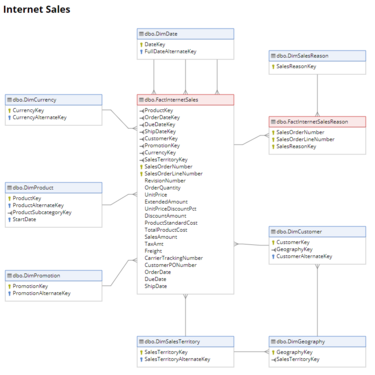 Internet Sales
dbo.DimDate
DateKey
FullDateAlternateKey
dbo.DimSalesReason
SalesReasonKey
dbo.DimCurrency
CurrencyKey
CurrencyAlternateKey
dbo.FactInternetSales
ProductKey
OrderDateKey
DueDateKey
ShipDateKey
CustomerKey
PromotionKey
CurrencyKey
SalesTerritoryKey
SalesOrderNumber
SalesOrderLineNumber
RevisionNumber
OrderQuantity
UnitPrice
ExtendedAmount
UnitPriceDiscountPct
DiscountAmount
ProductStandardCost
TotalProductCost
SalesAmount
TaxAmt
Freight
CarrierTrackingNumber
CustomerPONumber
OrderDate
DueDate
ShipDate
dbo.FactInternetSalesReason
SalesOrderNumber
SalesOrderLineNumber
SalesReasonKey
dbo.DimProduct
ProductKey
ProductAlternateKey
ProductSubcategoryKey
StartDate
dbo.DimCustomer
CustomerKey
GeographyKey
CustomerAlternateKey
dbo.DimPromotion
PromotionKey
PromotionAlternateKey
dbo.DimSalesTerritory
SalesTerritoryKey
SalesTerritoryAlternateKey
dbo.DimGeography
GeographyKey
SalesTerritoryKey